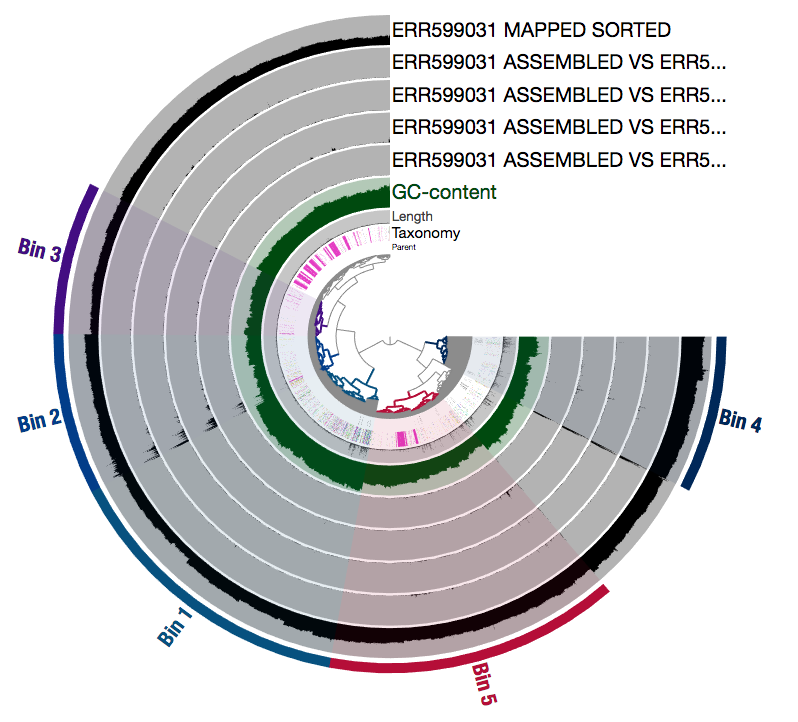 ERR599031 MAPPED SORTED
ERR599031 ASSEMBLED VS ERR5...
ERR599031 ASSEMBLED VS ERR5...
ERR599031 ASSEMBLED VS ERR5...
ERR599031 ASSEMBLED VS ERR5...
GC-content
Length
Taxonomy
Parent
Bin 3
Bin 2
Bin 4
Bin 1
Bin 5